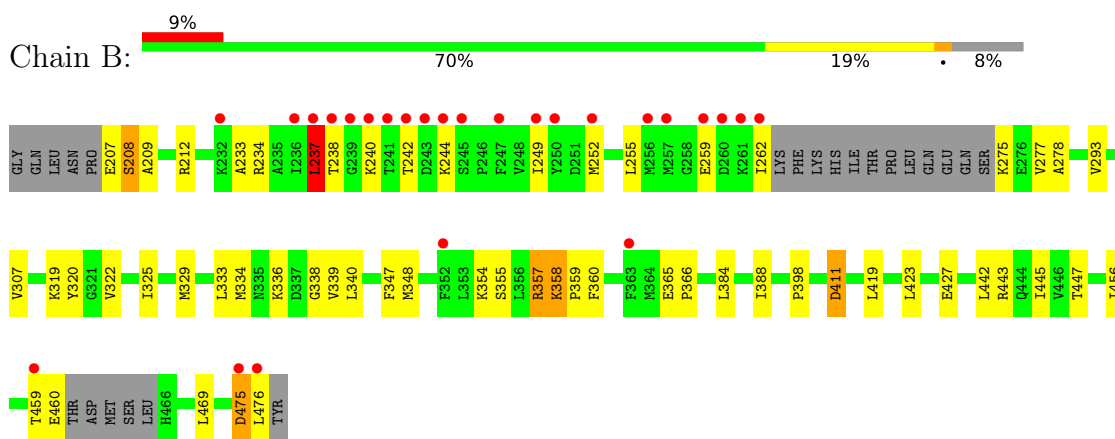 9%
Chain B:
70% 19% • 8%
GLY GLN LEU ASN PRO E207 S208 A209 R212 K232 A233 R234 A235 I236 L237 T238 G239 K240 T241 T242 D243 K244 S245 P246 F247 V248 I249 Y250 D251 M252 L255 M256 M257 G258 E259 D260 K261 I262 LYS PHE LYS HIS ILE THR PRO LEU GLN GLU GLN SER K275 E276 V277 A278 V293
V307 K319 Y320 G321 V322 I325 M329 L333 M334 N335 K336 D337 G338 V339 L340 F347 M348 F352 L353 K354 S355 L356 R357 K358 P359 F360 F363 M364 E365 P366 L384 I388 P398 D411 L419 L423 E427 L442 R443 Q444 I445 V446 T447 I456
T459 E460 THR ASP MET SER LEU H466 L469 D475 L476 TYR